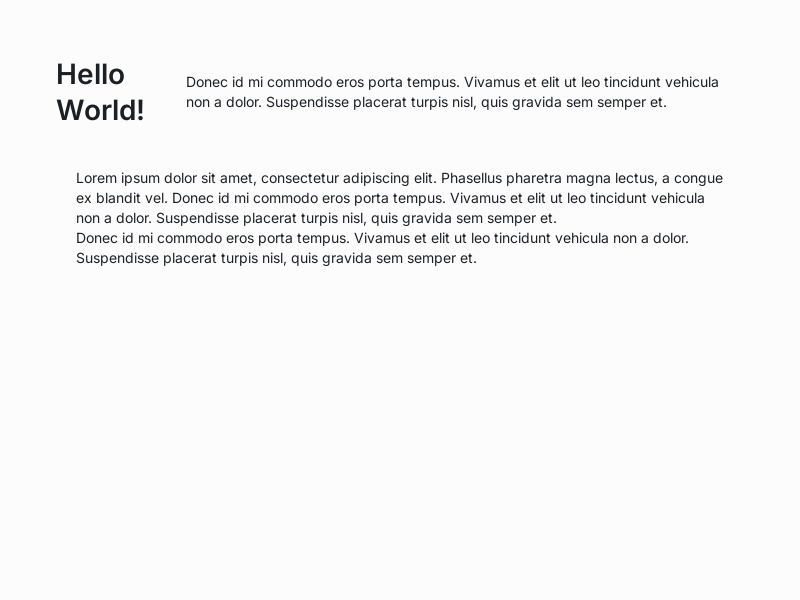 Hello
World!
Donec id mi commodo eros porta tempus. Vivamus et elit ut leo tincidunt vehicula
non a dolor. Suspendisse placerat turpis nisl, quis gravida sem semper et.
Lorem ipsum dolor sit amet, consectetur adipiscing elit. Phasellus pharetra magna lectus, a congue
ex blandit vel. Donec id mi commodo eros porta tempus. Vivamus et elit ut leo tincidunt vehicula
non a dolor. Suspendisse placerat turpis nisl, quis gravida sem semper et.
Donec id mi commodo eros porta tempus. Vivamus et elit ut leo tincidunt vehicula non a dolor.
Suspendisse placerat turpis nisl, quis gravida sem semper et.